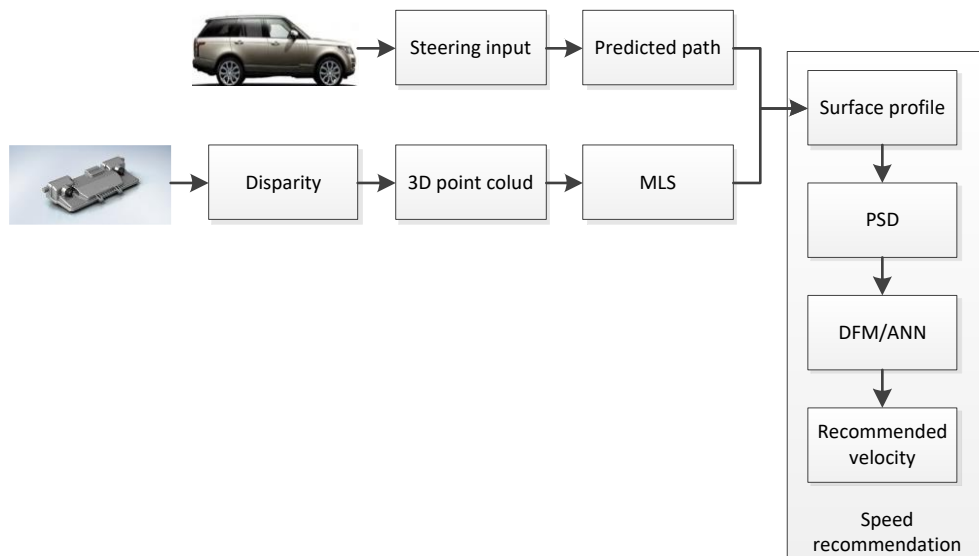 Steering input
Predicted path
Surface profile
Disparity
3D point colud
MLS
PSD
DFM/ANN
Recommended
velocity
Speed
recommendation